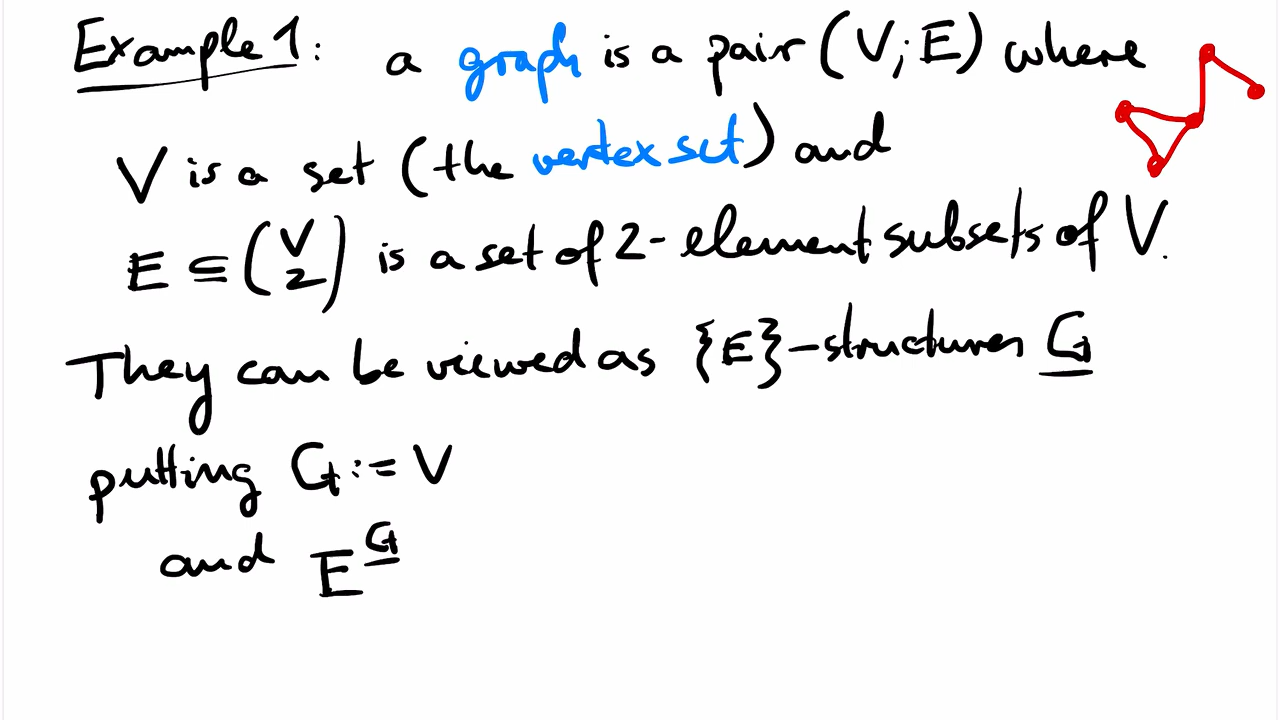 Example 1: a graph is a pair (V; E) where
V is a set (the vertex set) and
E ⊆ (V 2) is a set of 2-element subsets of V.
They can be viewed as {E}-structures G
putting G := V
and E^G